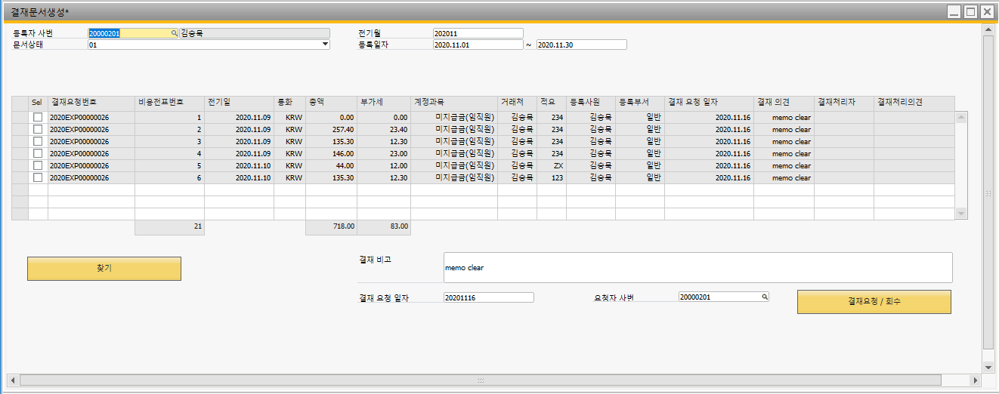 결재문서생성*
등록자 사번 20000201 김승목 전기월 202011
문서상태 01 등록일자 2020.11.01 ~ 2020.11.30
Sel 결재요청번호 비용전표번호 전기일 통화 총액 부가세 계정과목 거래처 적요 등록사원 등록부서 결재 요청 일자 결재 의견 결재처리자 결재처리의견
2020EXP00000026 1 2020.11.09 KRW 0.00 0.00 미지급금(임직원) 김승목 234 김승목 일반 2020.11.16 memo clear
2020EXP00000026 2 2020.11.09 KRW 257.40 23.40 미지급금(임직원) 김승목 234 김승목 일반 2020.11.16 memo clear
2020EXP00000026 3 2020.11.09 KRW 135.30 12.30 미지급금(임직원) 김승목 234 김승목 일반 2020.11.16 memo clear
2020EXP00000026 4 2020.11.09 KRW 146.00 23.00 미지급금(임직원) 김승목 234 김승목 일반 2020.11.16 memo clear
2020EXP00000026 5 2020.11.10 KRW 44.00 12.00 미지급금(임직원) 김승목 ZX 김승목 일반 2020.11.16 memo clear
2020EXP00000026 6 2020.11.10 KRW 135.30 12.30 미지급금(임직원) 김승목 123 김승목 일반 2020.11.16 memo clear
21 718.00 83.00
찾기 결재 비고 memo clear
결재 요청 일자 20201116 요청자 사번 20000201 결재요청 / 회수